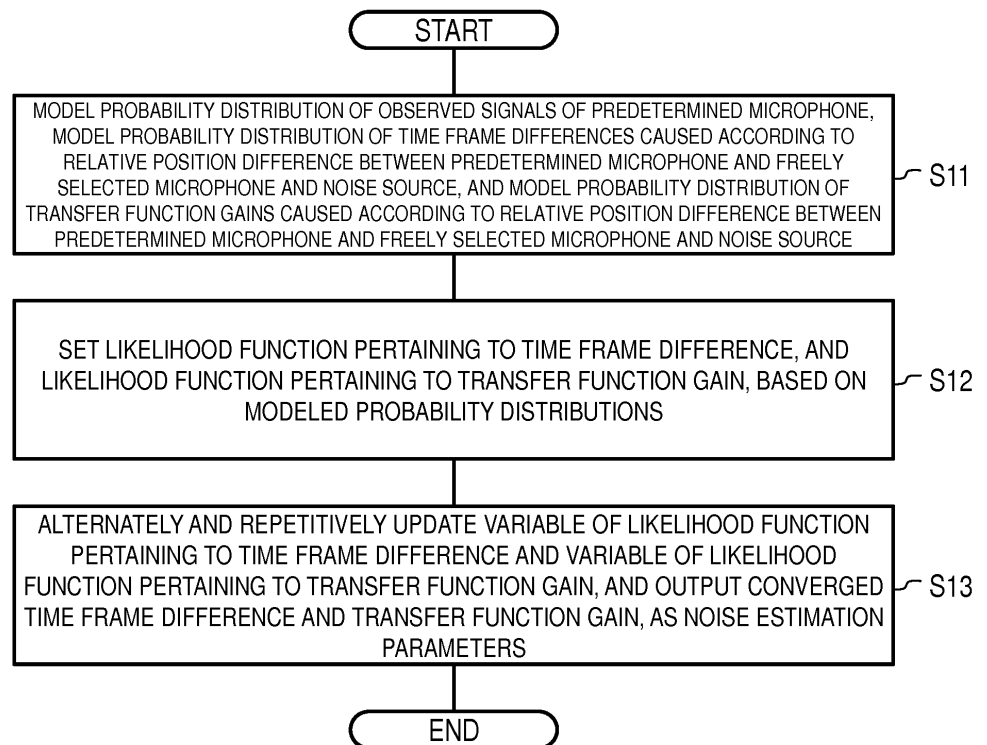 START
MODEL PROBABILITY DISTRIBUTION OF OBSERVED SIGNALS OF PREDETERMINED MICROPHONE,
MODEL PROBABILITY DISTRIBUTION OF TIME FRAME DIFFERENCES CAUSED ACCORDING TO
RELATIVE POSITION DIFFERENCE BETWEEN PREDETERMINED MICROPHONE AND FREELY
SELECTED MICROPHONE AND NOISE SOURCE, AND MODEL PROBABILITY DISTRIBUTION OF
TRANSFER FUNCTION GAINS CAUSED ACCORDING TO RELATIVE POSITION DIFFERENCE BETWEEN
PREDETERMINED MICROPHONE AND FREELY SELECTED MICROPHONE AND NOISE SOURCE
S11
SET LIKELIHOOD FUNCTION PERTAINING TO TIME FRAME DIFFERENCE, AND
LIKELIHOOD FUNCTION PERTAINING TO TRANSFER FUNCTION GAIN, BASED ON
MODELED PROBABILITY DISTRIBUTIONS
S12
ALTERNATELY AND REPETITIVELY UPDATE VARIABLE OF LIKELIHOOD FUNCTION
PERTAINING TO TIME FRAME DIFFERENCE AND VARIABLE OF LIKELIHOOD
FUNCTION PERTAINING TO TRANSFER FUNCTION GAIN, AND OUTPUT CONVERGED
TIME FRAME DIFFERENCE AND TRANSFER FUNCTION GAIN, AS NOISE ESTIMATION
PARAMETERS
S13
END